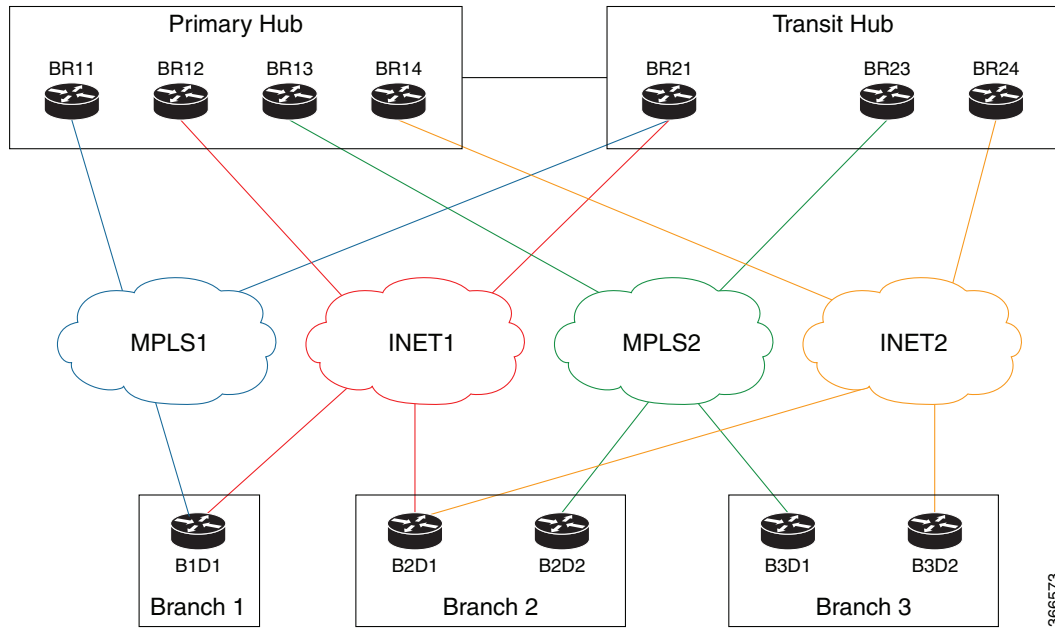 Primary Hub
Transit Hub
BR11 BR12 BR13 BR14
BR21 BR23 BR24
MPLS1 INET1 MPLS2 INET2
B1D1
B2D1 B2D2
B3D1 B3D2
Branch 1
Branch 2
Branch 3
366573